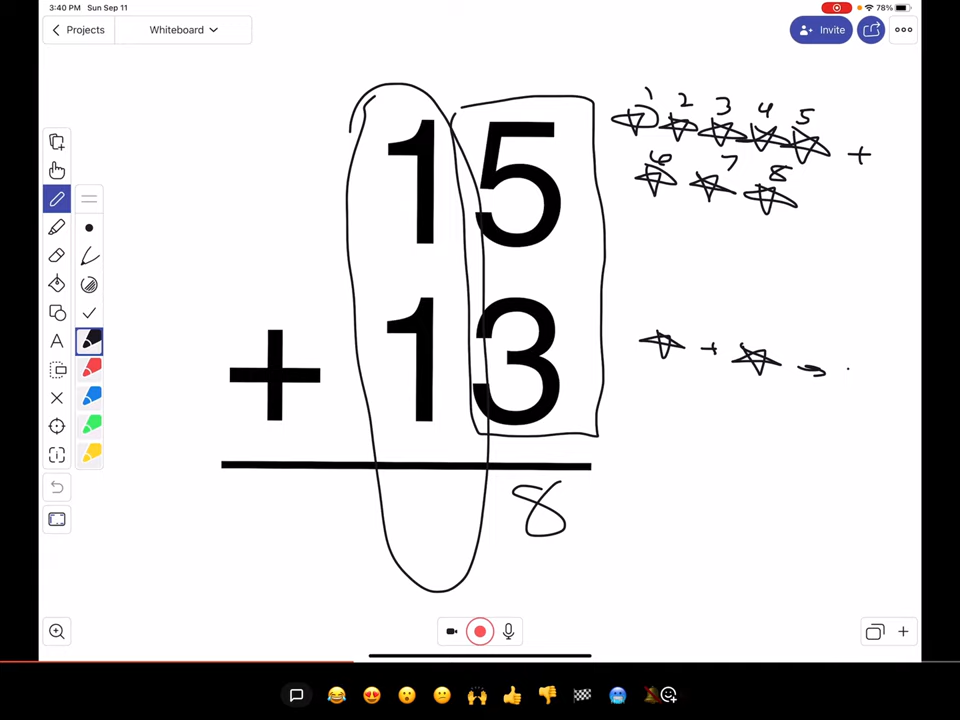 3:40 PM Sun Sep 11
78%
Projects
Whiteboard
Invite
1 2 3 4 5
+
6 7 8
15
+ 13
+
8
A